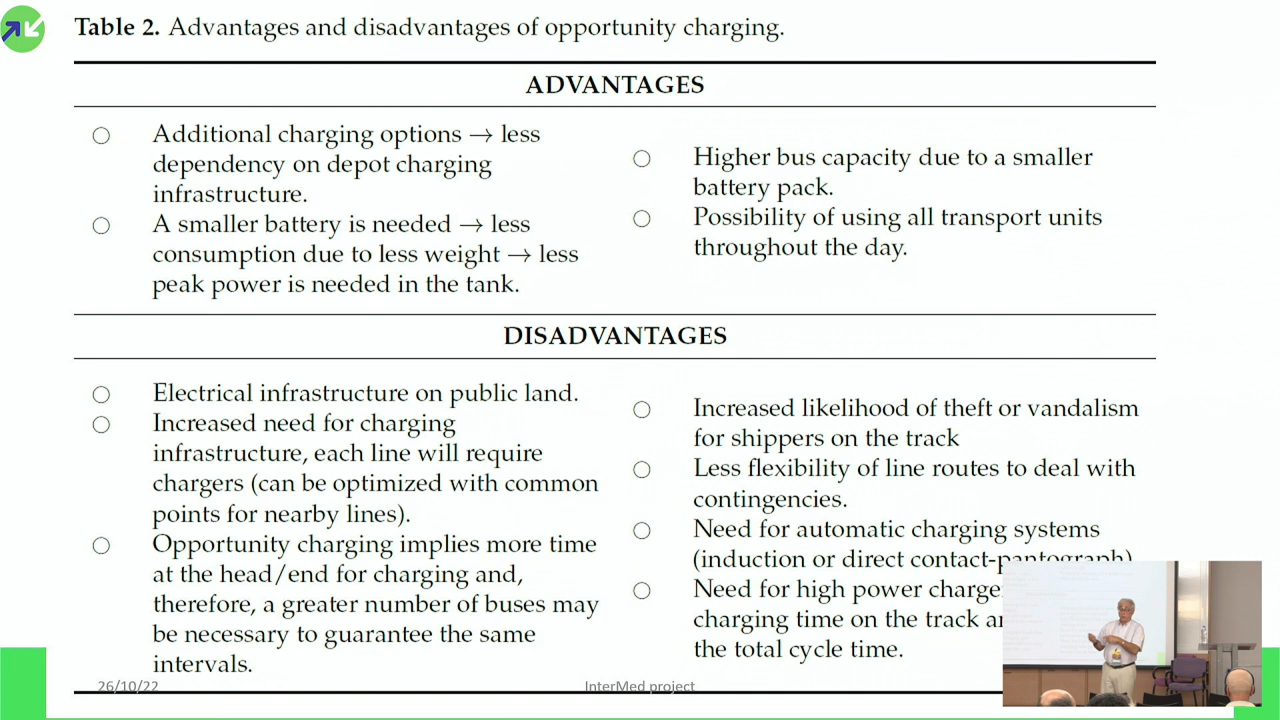 Table 2. Advantages and disadvantages of opportunity charging.
ADVANTAGES
○ Additional charging options → less
dependency on depot charging
infrastructure.
○ A smaller battery is needed → less
consumption due to less weight → less
peak power is needed in the tank.
○ Higher bus capacity due to a smaller
battery pack.
○ Possibility of using all transport units
throughout the day.
DISADVANTAGES
○ Electrical infrastructure on public land.
○ Increased need for charging
infrastructure, each line will require
chargers (can be optimized with common
points for nearby lines).
○ Opportunity charging implies more time
at the head/end for charging and,
therefore, a greater number of buses may
be necessary to guarantee the same
intervals.
○ Increased likelihood of theft or vandalism
for shippers on the track
○ Less flexibility of line routes to deal with
contingencies.
○ Need for automatic charging systems
(induction or direct contact-pantograph)
○ Need for high power
charging time on the track
the total cycle time.
26/10/22
InterMed project